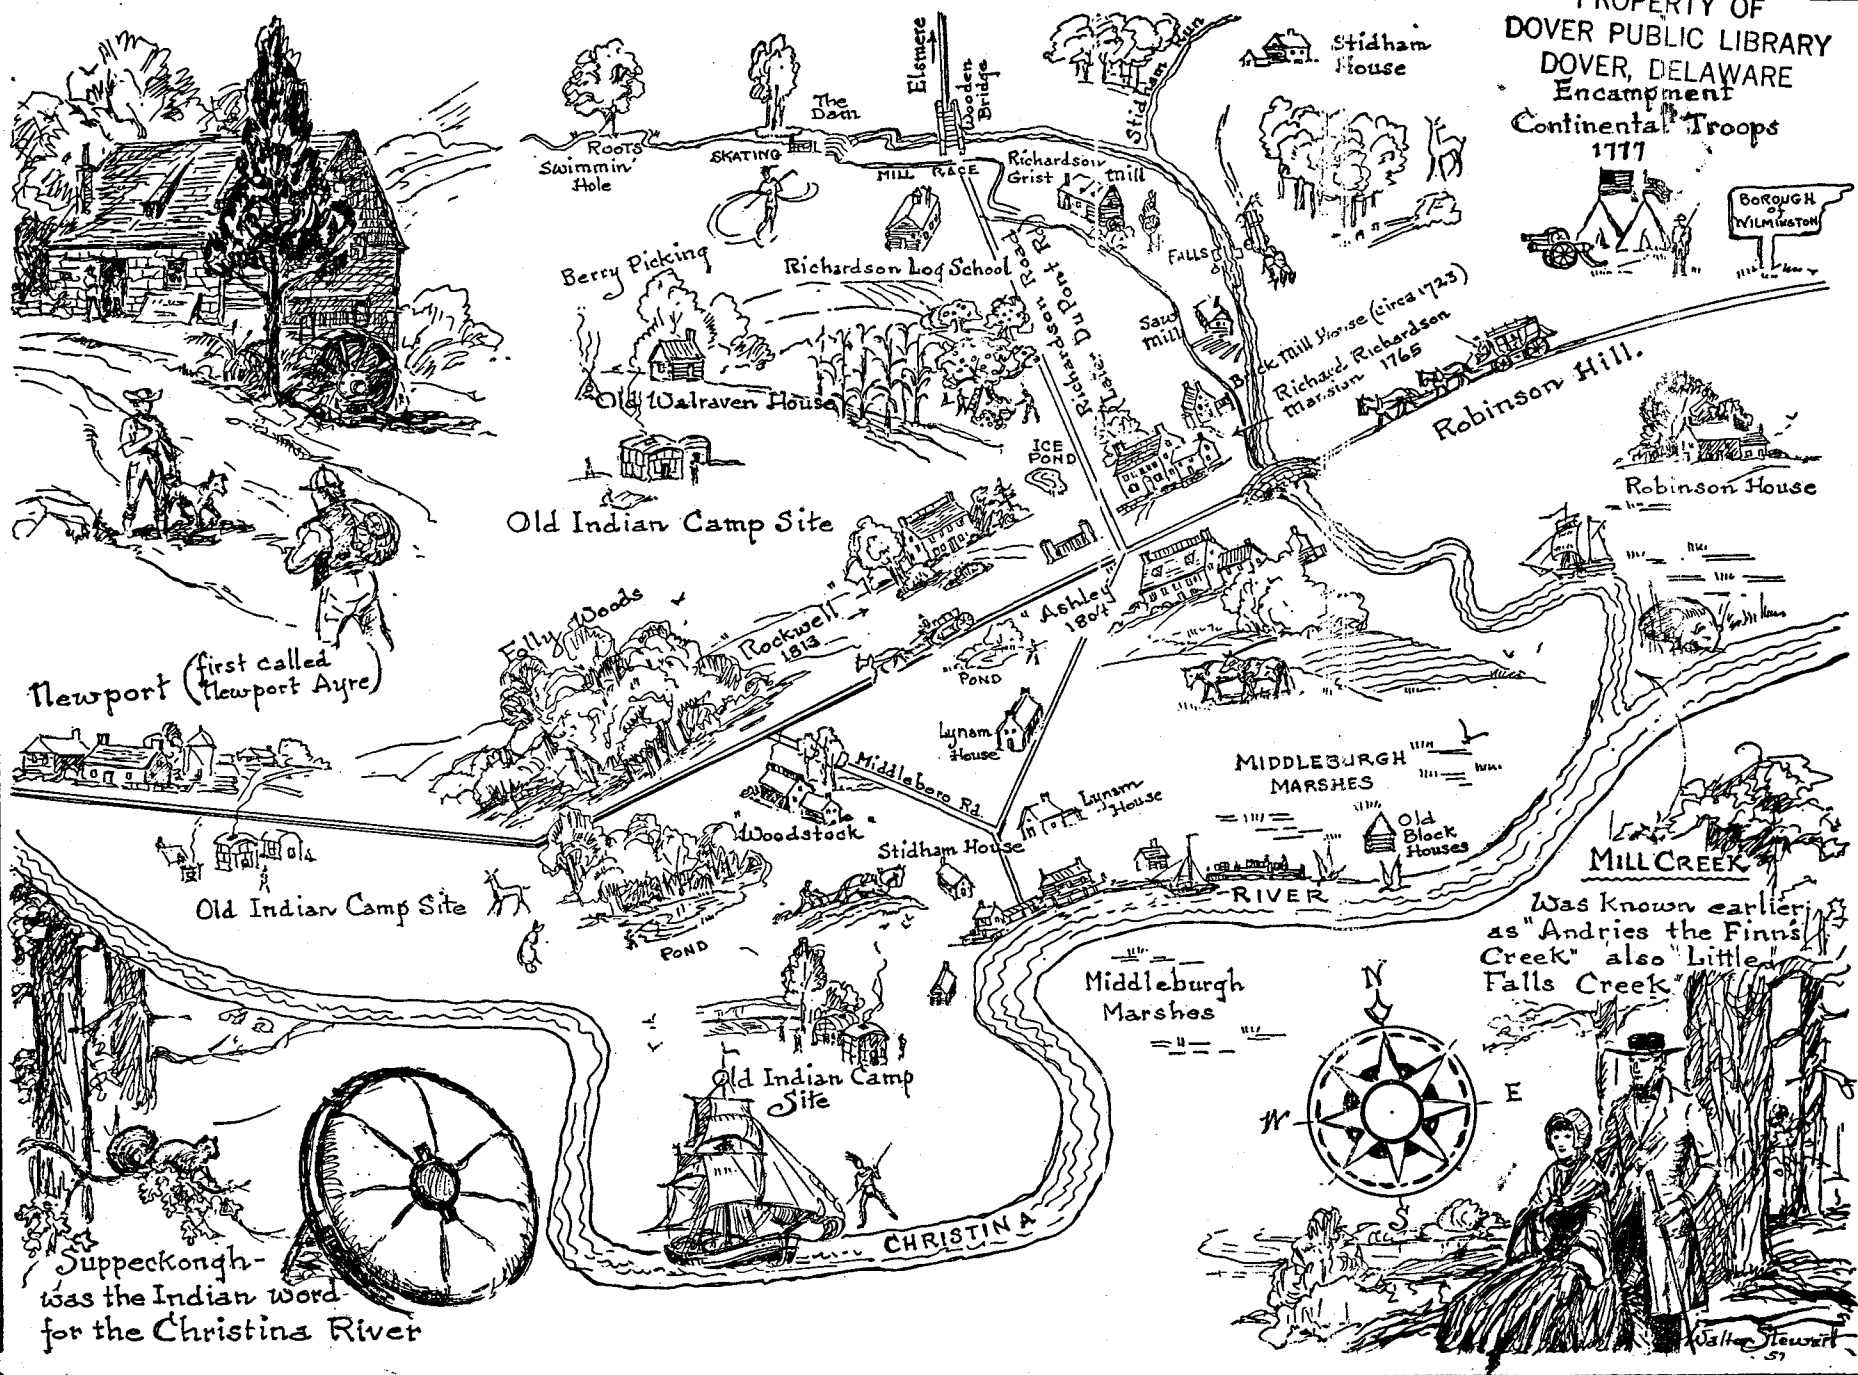 PROPERTY OF
DOVER PUBLIC LIBRARY
DOVER, DELAWARE
Encampment
Continental Troops
1777
BOROUGH
of
WILMINGTON
Stidham
House
Stidham Run
Elsmere
Wooden
Bridge
The
Dam
ROOTS
Swimmin'
Hole
SKATING
MILL RACE
Richardson
Grist Mill
FALLS
Berry Picking
Richardson Log School
Richardson Road
Later Du Pont Rd
Saw
Mill
Brick Mill House (circa 1723)
Richard Richardson
Mansion 1765
Robinson Hill.
Old Walraven House
ICE
POND
Robinson House
Old Indian Camp Site
Folly Woods
"Rockwell"
1813
"Ashley"
1804
POND
Newport (first called
Newport Ayre)
Lynam
House
Middleboro Rd.
Lynam
House
MIDDLEBURGH
MARSHES
"Woodstock"
Stidham House
Old
Block
Houses
MILL CREEK
Was known earlier
as "Andries the Finns
Creek" also "Little
Falls Creek"
Old Indian Camp Site
RIVER
POND
Middleburgh
Marshes
N
E
W
S
Old Indian Camp
Site
CHRISTINA
Suppeckongh-
was the Indian word
for the Christina River
Walter Stewart
57